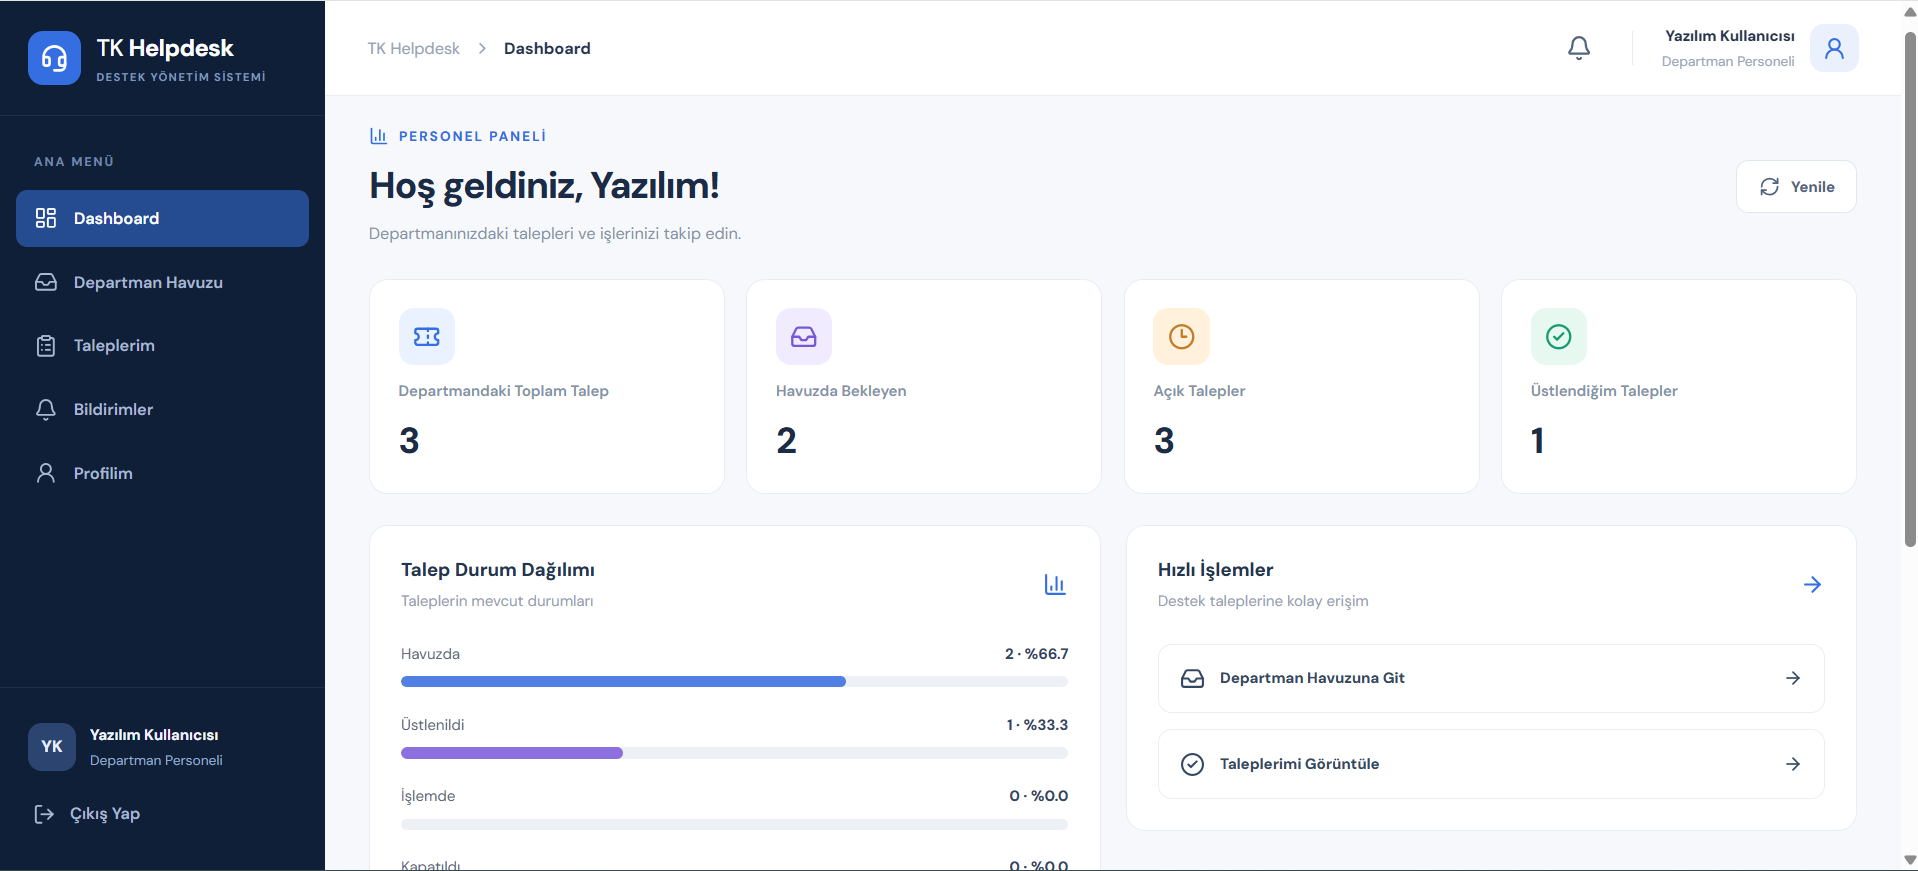 TK Helpdesk
DESTEK YÖNETİM SİSTEMİ
ANA MENÜ
Dashboard
Departman Havuzu
Taleplerim
Bildirimler
Profilim
YK
Yazılım Kullanıcısı
Departman Personeli
Çıkış Yap
TK Helpdesk > Dashboard
Yazılım Kullanıcısı
Departman Personeli
PERSONEL PANELİ
Hoş geldiniz, Yazılım!
Departmanınızdaki talepleri ve işlerinizi takip edin.
Yenile
Departmandaki Toplam Talep
3
Havuzda Bekleyen
2
Açık Talepler
3
Üstlendiğim Talepler
1
Talep Durum Dağılımı
Taleplerin mevcut durumları
Havuzda 2 · %66.7
Üstlenildi 1 · %33.3
İşlemde 0 · %0.0
Kapatıldı 0 · %0.0
Hızlı İşlemler
Destek taleplerine kolay erişim
Departman Havuzuna Git
Taleplerimi Görüntüle